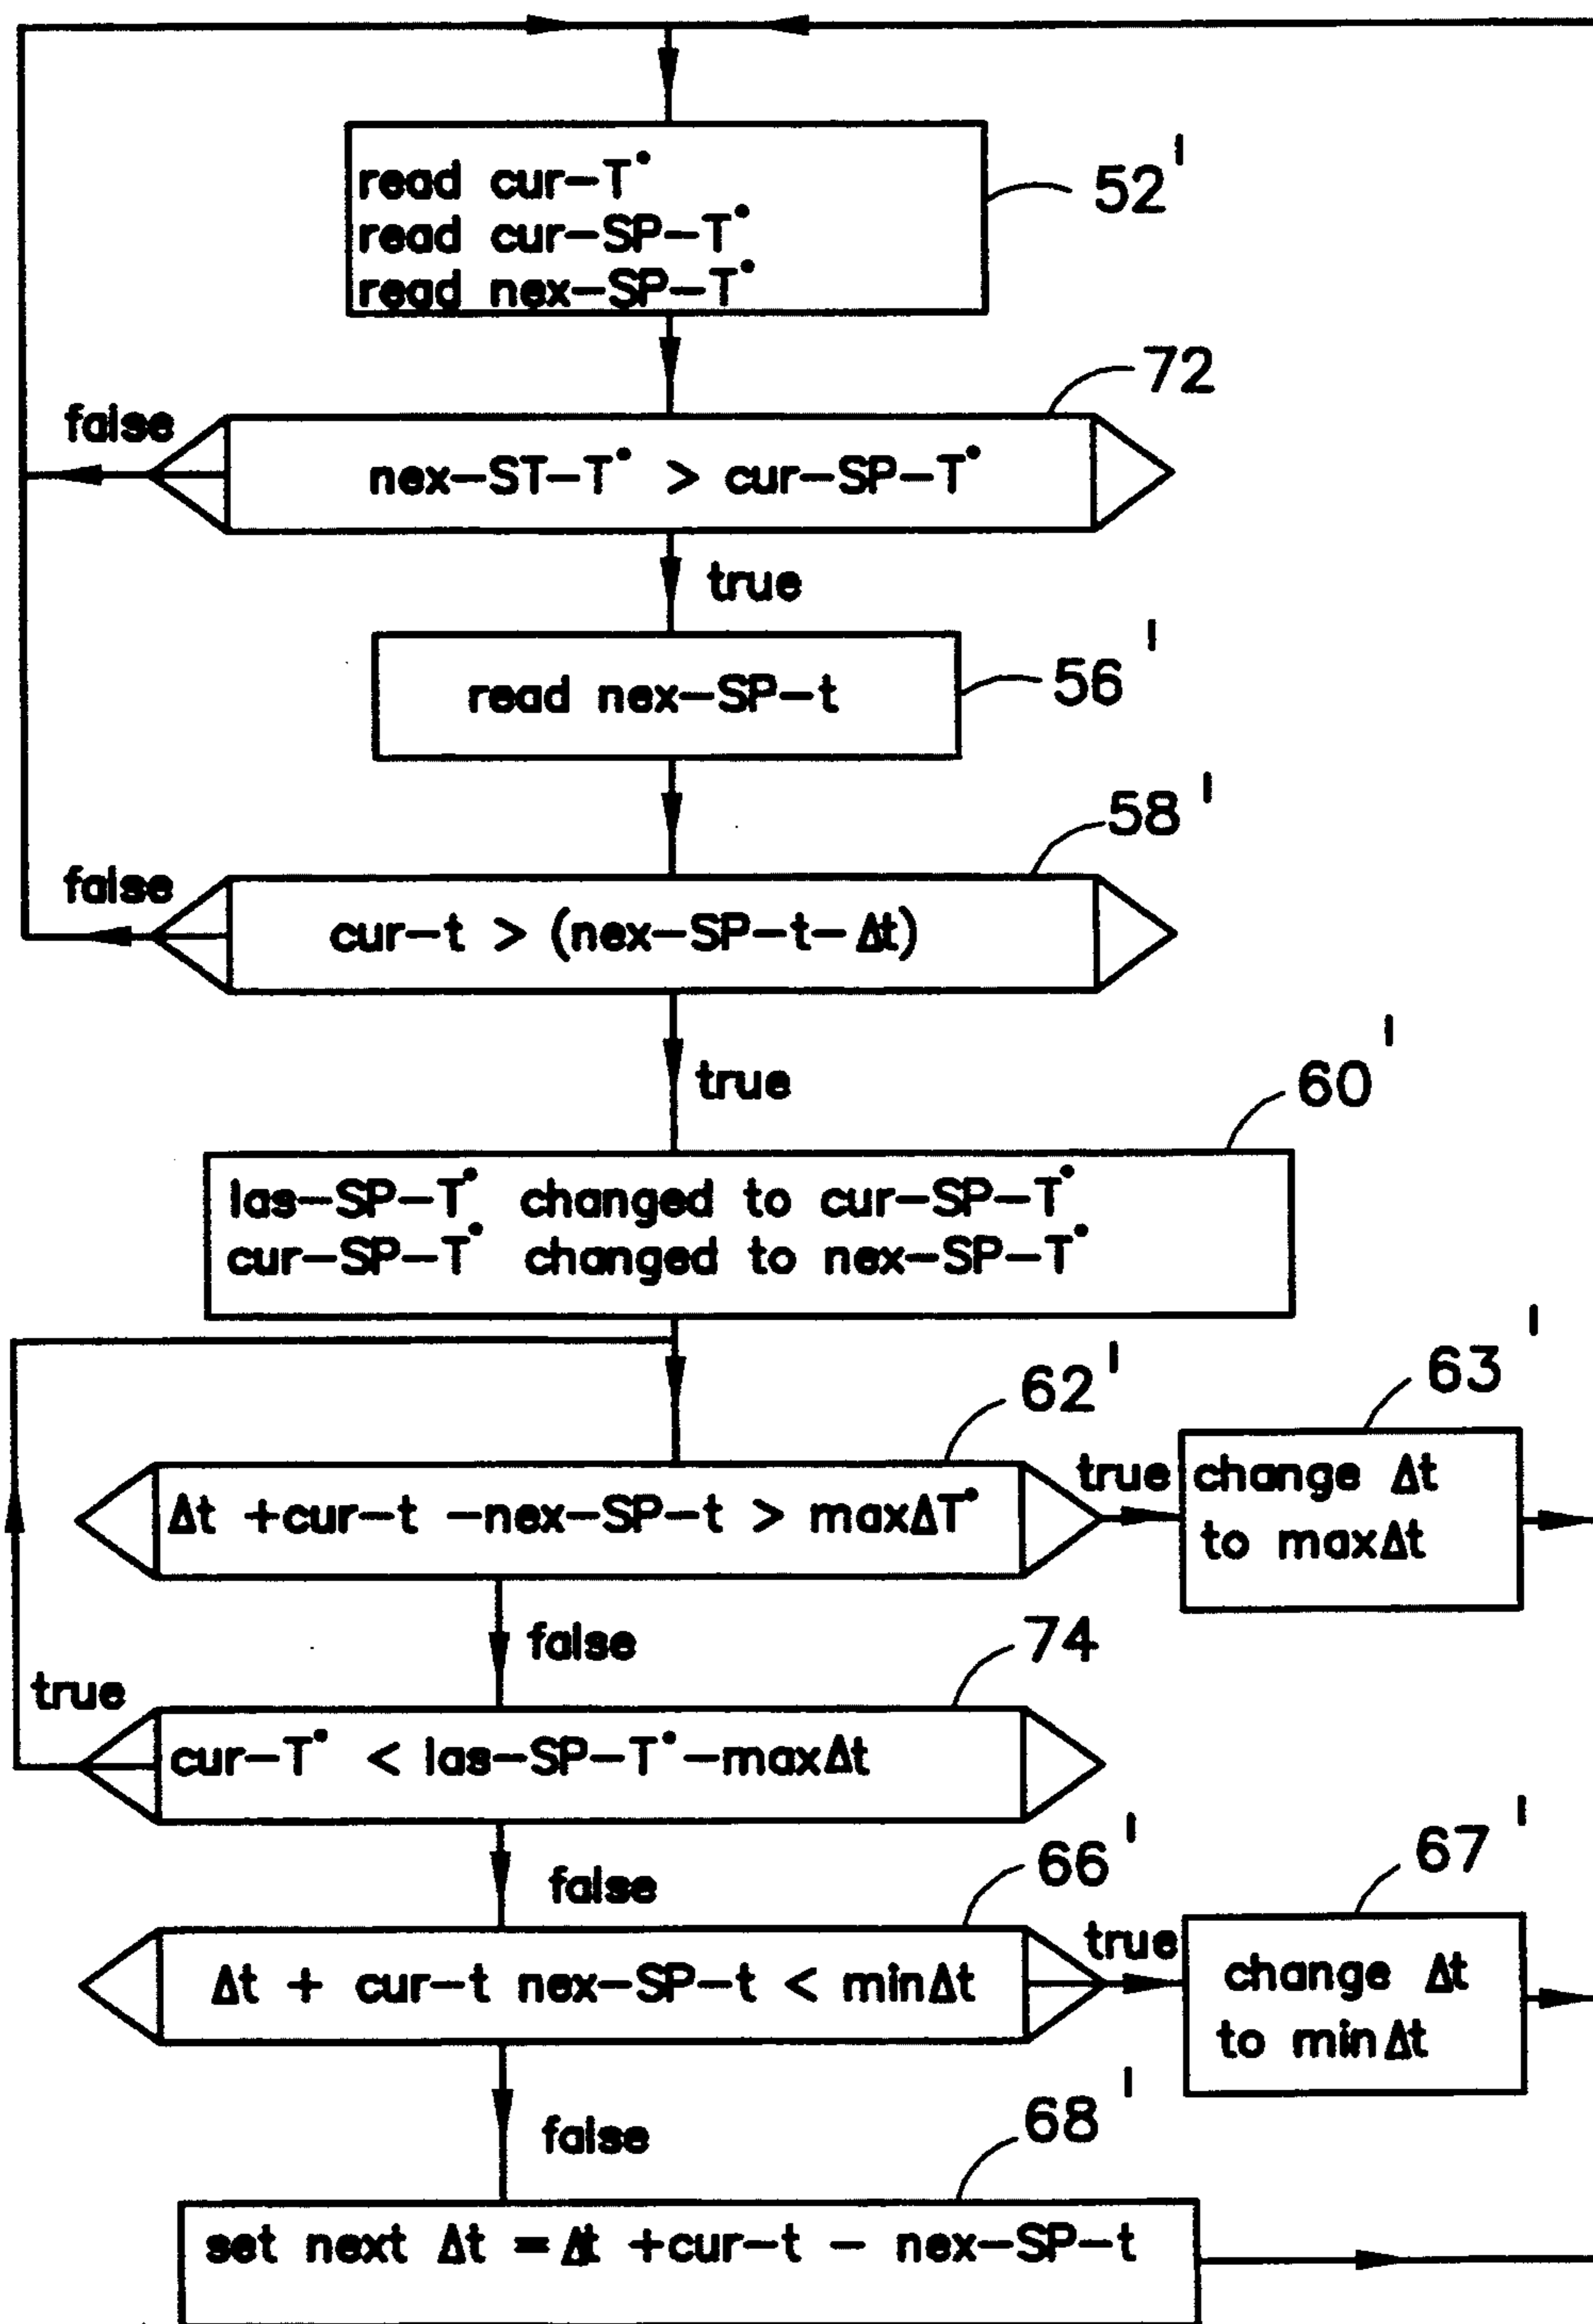 read cur-T°
read cur-SP-T°
read nex-SP-T°
52'
72
false
nex-ST-T° > cur-SP-T°
true
56'
read nex-SP-t
58'
false
cur-t > (nex-SP-t-Δt)
true
60'
las-SP-T° changed to cur-SP-T°
cur-SP-T° changed to nex-SP-T°
62'
63'
Δt +cur-t -nex-SP-t > maxΔT°
true
change Δt
to maxΔt
false
74
true
cur-T° < las-SP-T°-maxΔt
false
66'
67'
Δt + cur-t nex-SP-t < minΔt
true
change Δt
to minΔt
false
68'
set next Δt = Δt +cur-t - nex-SP-t